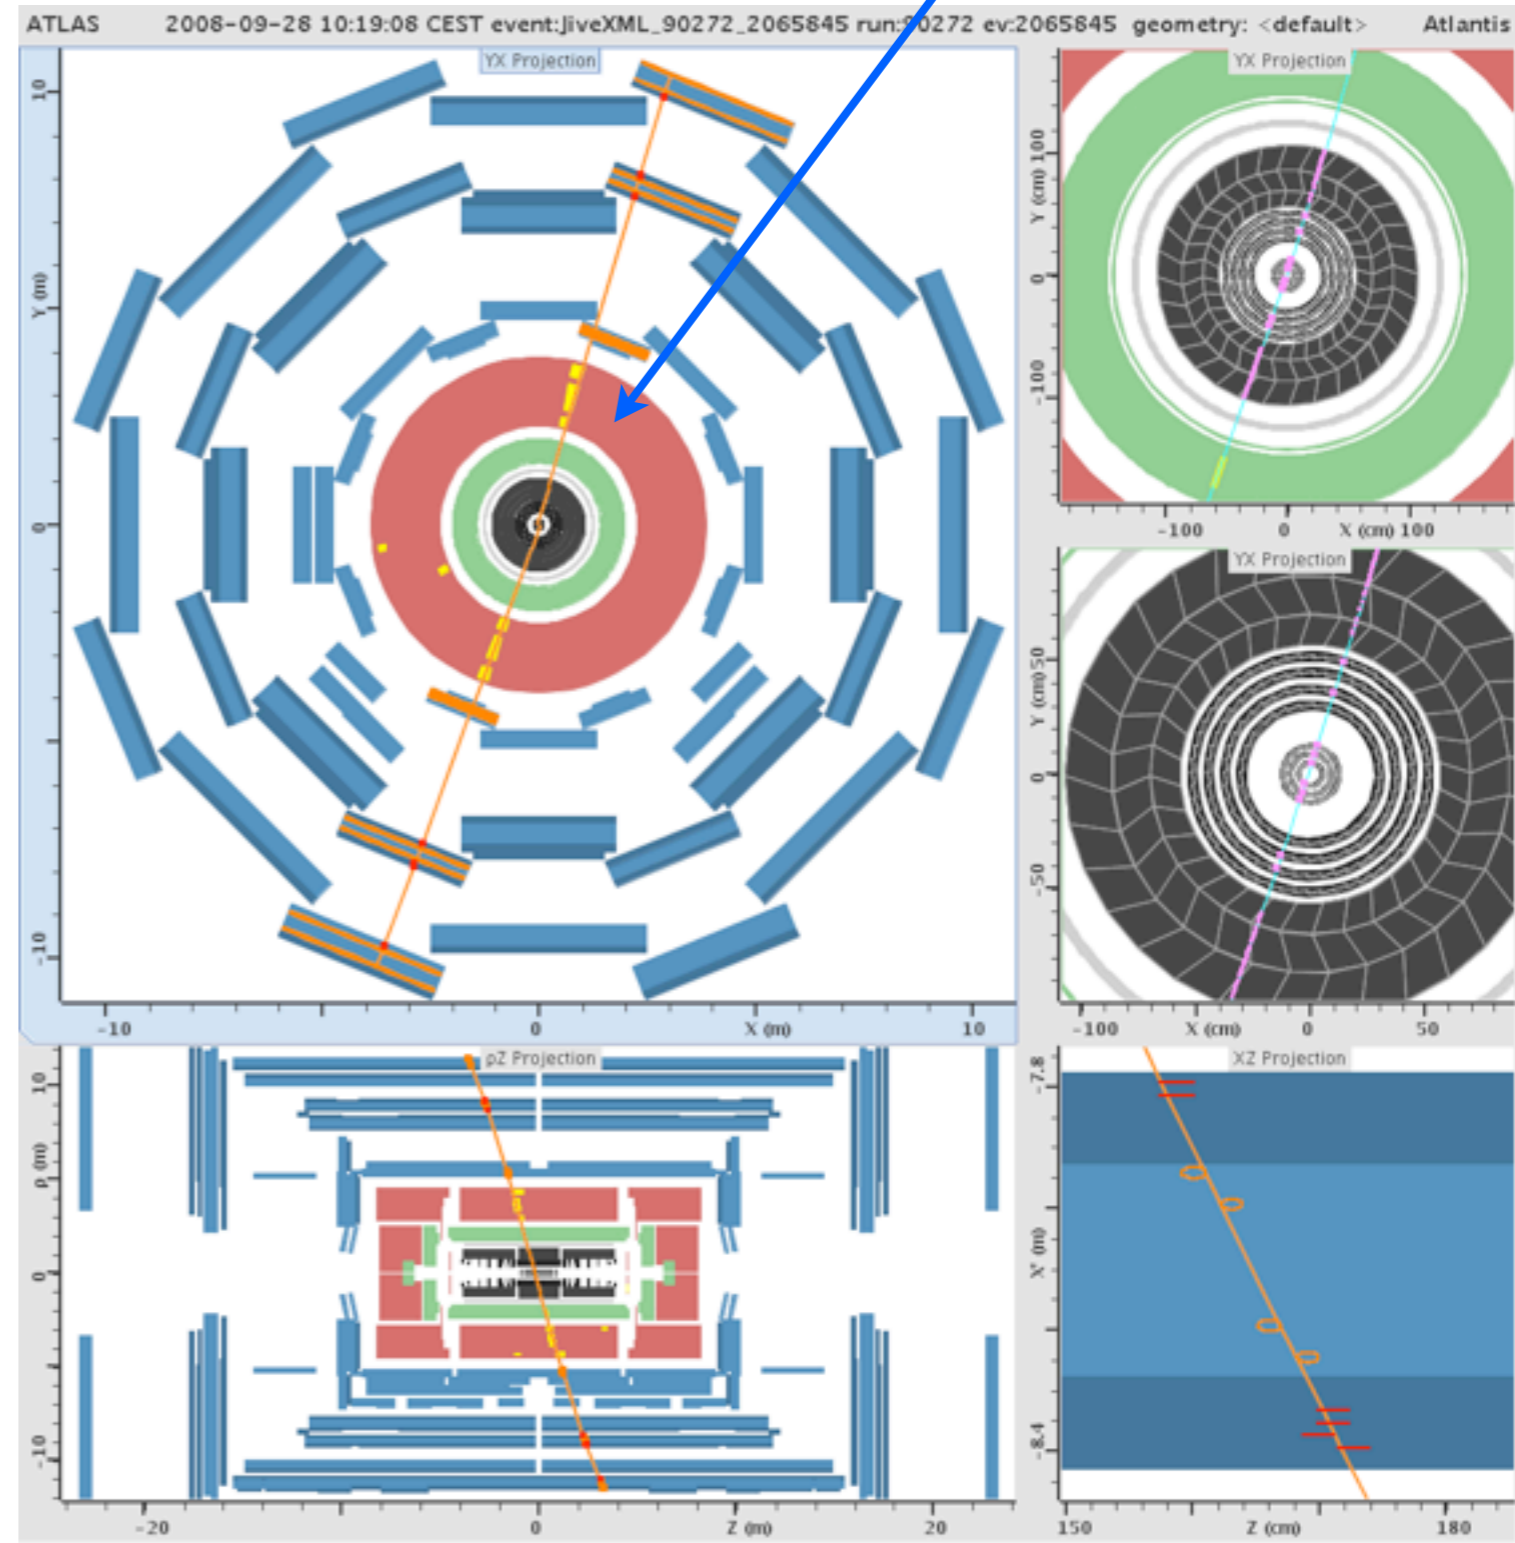 ATLAS 2008-09-28 10:19:08 CEST event:JiveXML_90272_2065845 run:90272 ev:2065845 geometry: <default> Atlantis
YX Projection
10
Y (m)
0
-10
-10 0 X (m) 10
YX Projection
100
Y (cm)
0
-100
-100 0 X (cm) 100
YX Projection
50
Y (cm)
0
-50
-100 X (cm) 0 50
ρZ Projection
10
ρ (m)
0
-10
-20 0 Z (m) 20
XZ Projection
-7.8
X' (m)
-8.4
150 Z (cm) 180